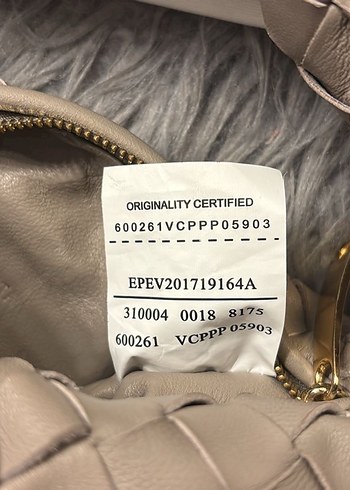 ORIGINALITY CERTIFIED
600261VCPPP05903
EPEV201719164A
310004 0018 8175
600261 VCPPP 05903